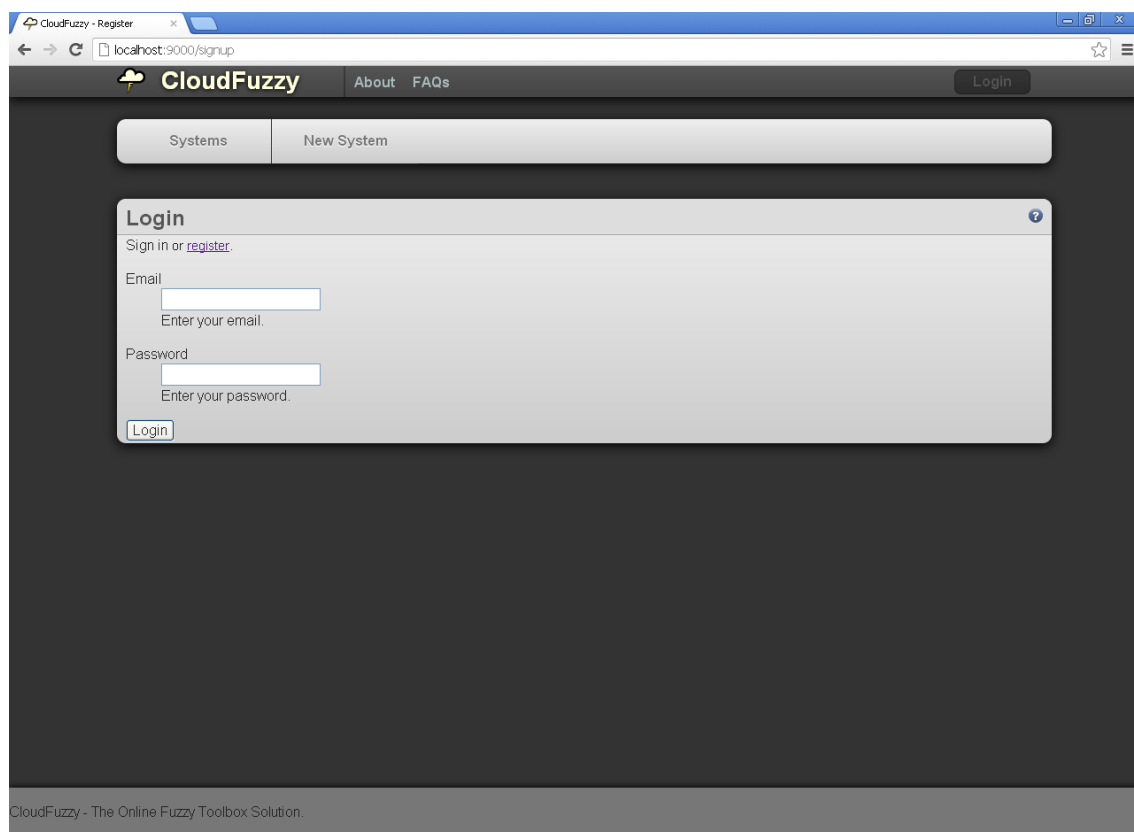 CloudFuzzy - Register
localhost:9000/signup
CloudFuzzy About FAQs Login
Systems New System
Login
Sign in or register.
Email
Enter your email.
Password
Enter your password.
Login
CloudFuzzy - The Online Fuzzy Toolbox Solution.